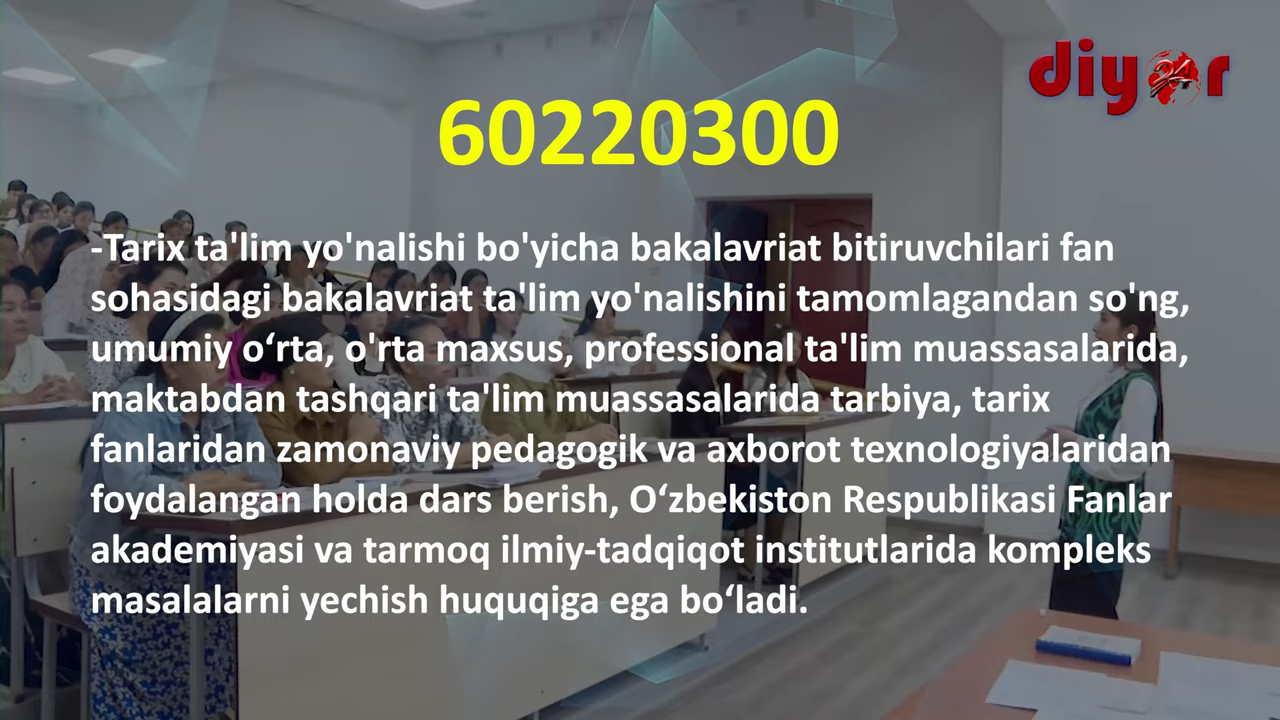 diyor
24
60220300
-Tarix ta'lim yo'nalishi bo'yicha bakalavriat bitiruvchilari fan
sohasidagi bakalavriat ta'lim yo'nalishini tamomlagandan so'ng,
umumiy o‘rta, o'rta maxsus, professional ta'lim muassasalarida,
maktabdan tashqari ta'lim muassasalarida tarbiya, tarix
fanlaridan zamonaviy pedagogik va axborot texnologiyalaridan
foydalangan holda dars berish, O‘zbekiston Respublikasi Fanlar
akademiyasi va tarmoq ilmiy-tadqiqot institutlarida kompleks
masalalarni yechish huquqiga ega bo‘ladi.